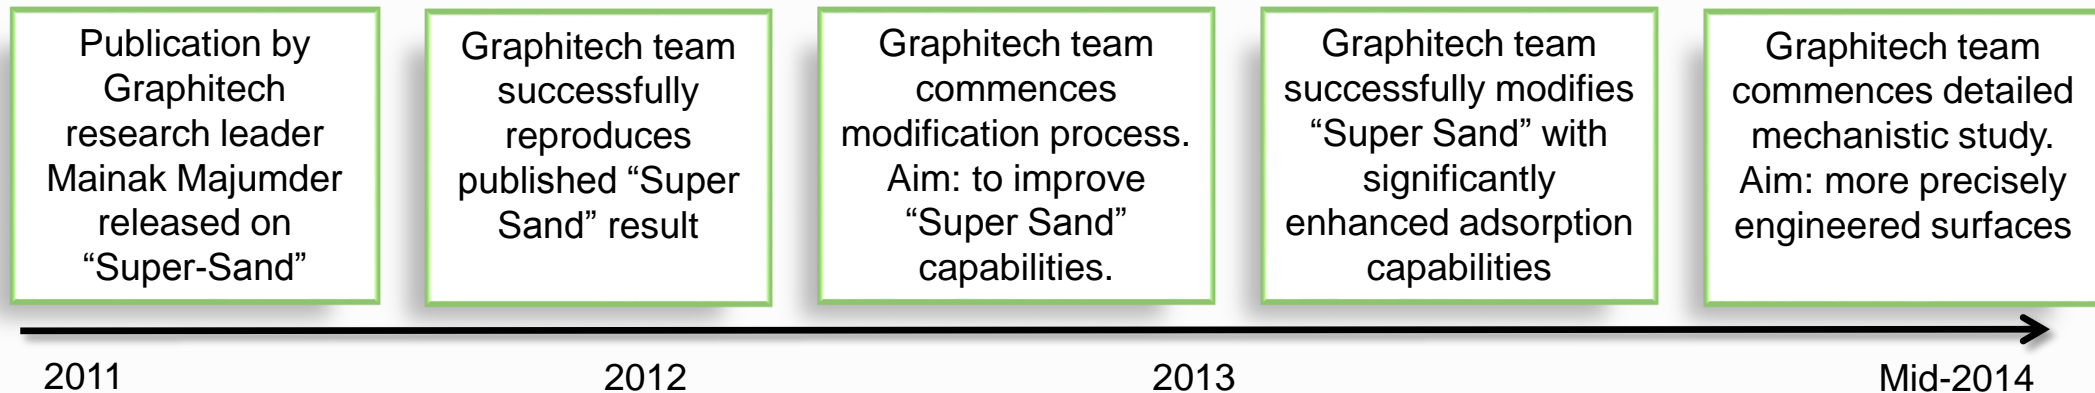 Publication by
Graphitech
research leader
Mainak Majumder
released on
“Super-Sand”
Graphitech team
successfully
reproduces
published “Super
Sand” result
Graphitech team
commences
modification process.
Aim: to improve
“Super Sand”
capabilities.
Graphitech team
successfully modifies
“Super Sand” with
significantly
enhanced adsorption
capabilities
Graphitech team
commences detailed
mechanistic study.
Aim: more precisely
engineered surfaces
2011
2012
2013
Mid-2014